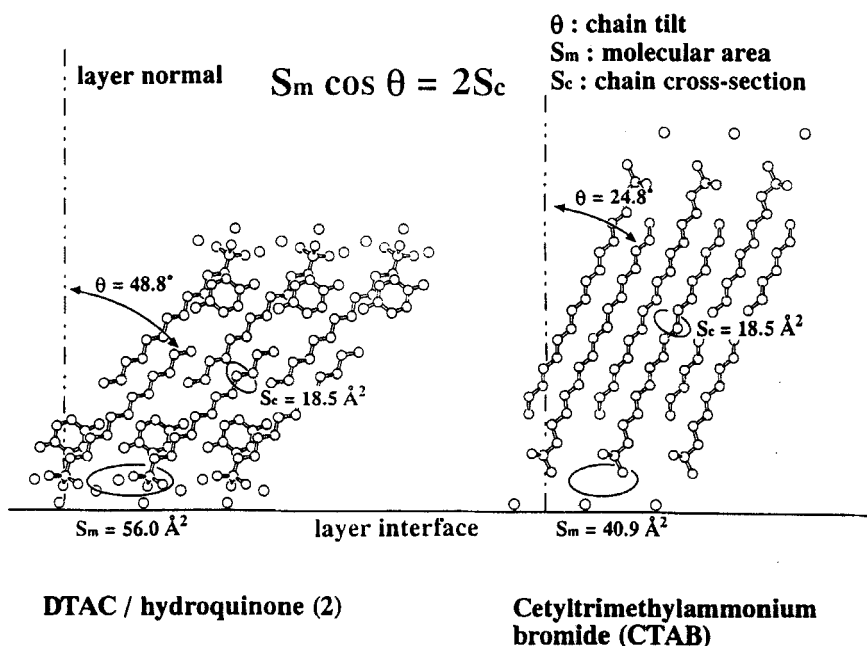 θ : chain tilt
Sm : molecular area
Sc : chain cross-section
layer normal
Sm cos θ = 2Sc
θ = 24.8°
θ = 48.8°
Sc = 18.5 Å2
Sc = 18.5 Å2
Sm = 56.0 Å2
layer interface
Sm = 40.9 Å2
DTAC / hydroquinone (2)
Cetyltrimethylammonium
bromide (CTAB)